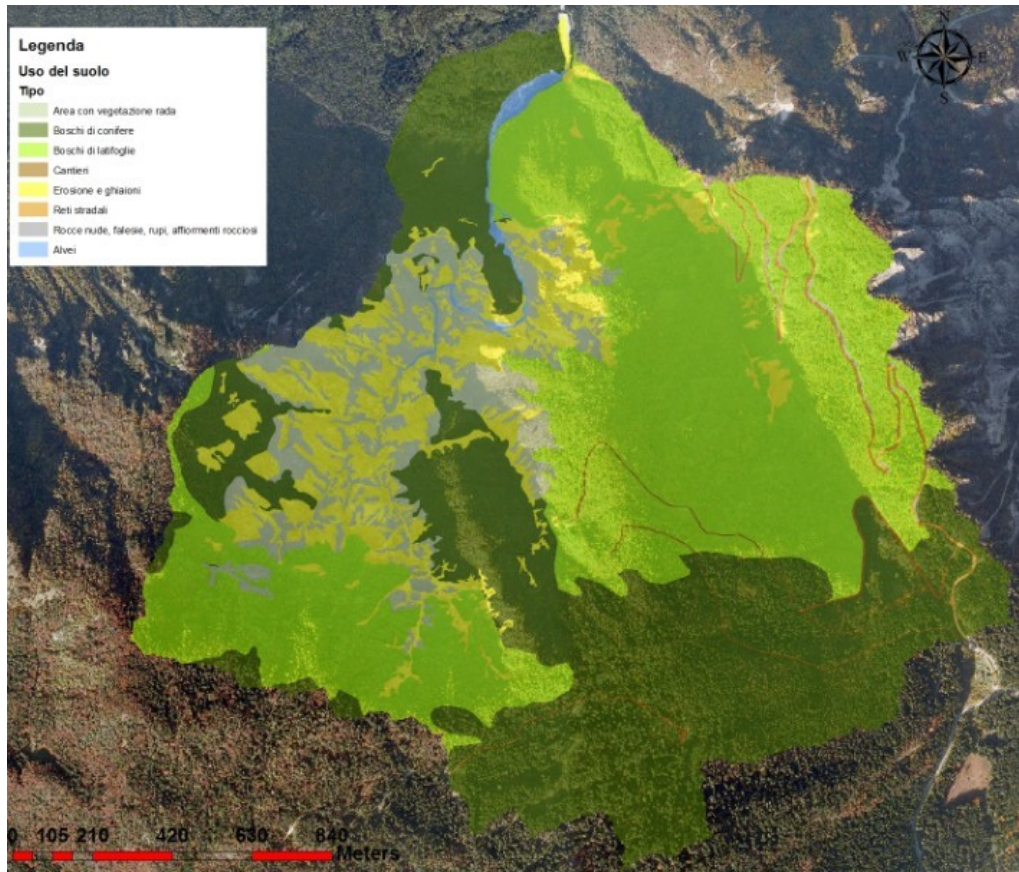 Legenda
Uso del suolo
Tipo
Area con vegetazione rada
Boschi di conifere
Boschi di latifoglie
Cantieri
Erosione e ghiaioni
Reti stradali
Rocce nude, falesie, rupi, affiormenti rocciosi
Alvei
N
W
E
S
0 105 210 420 630 840
Meters